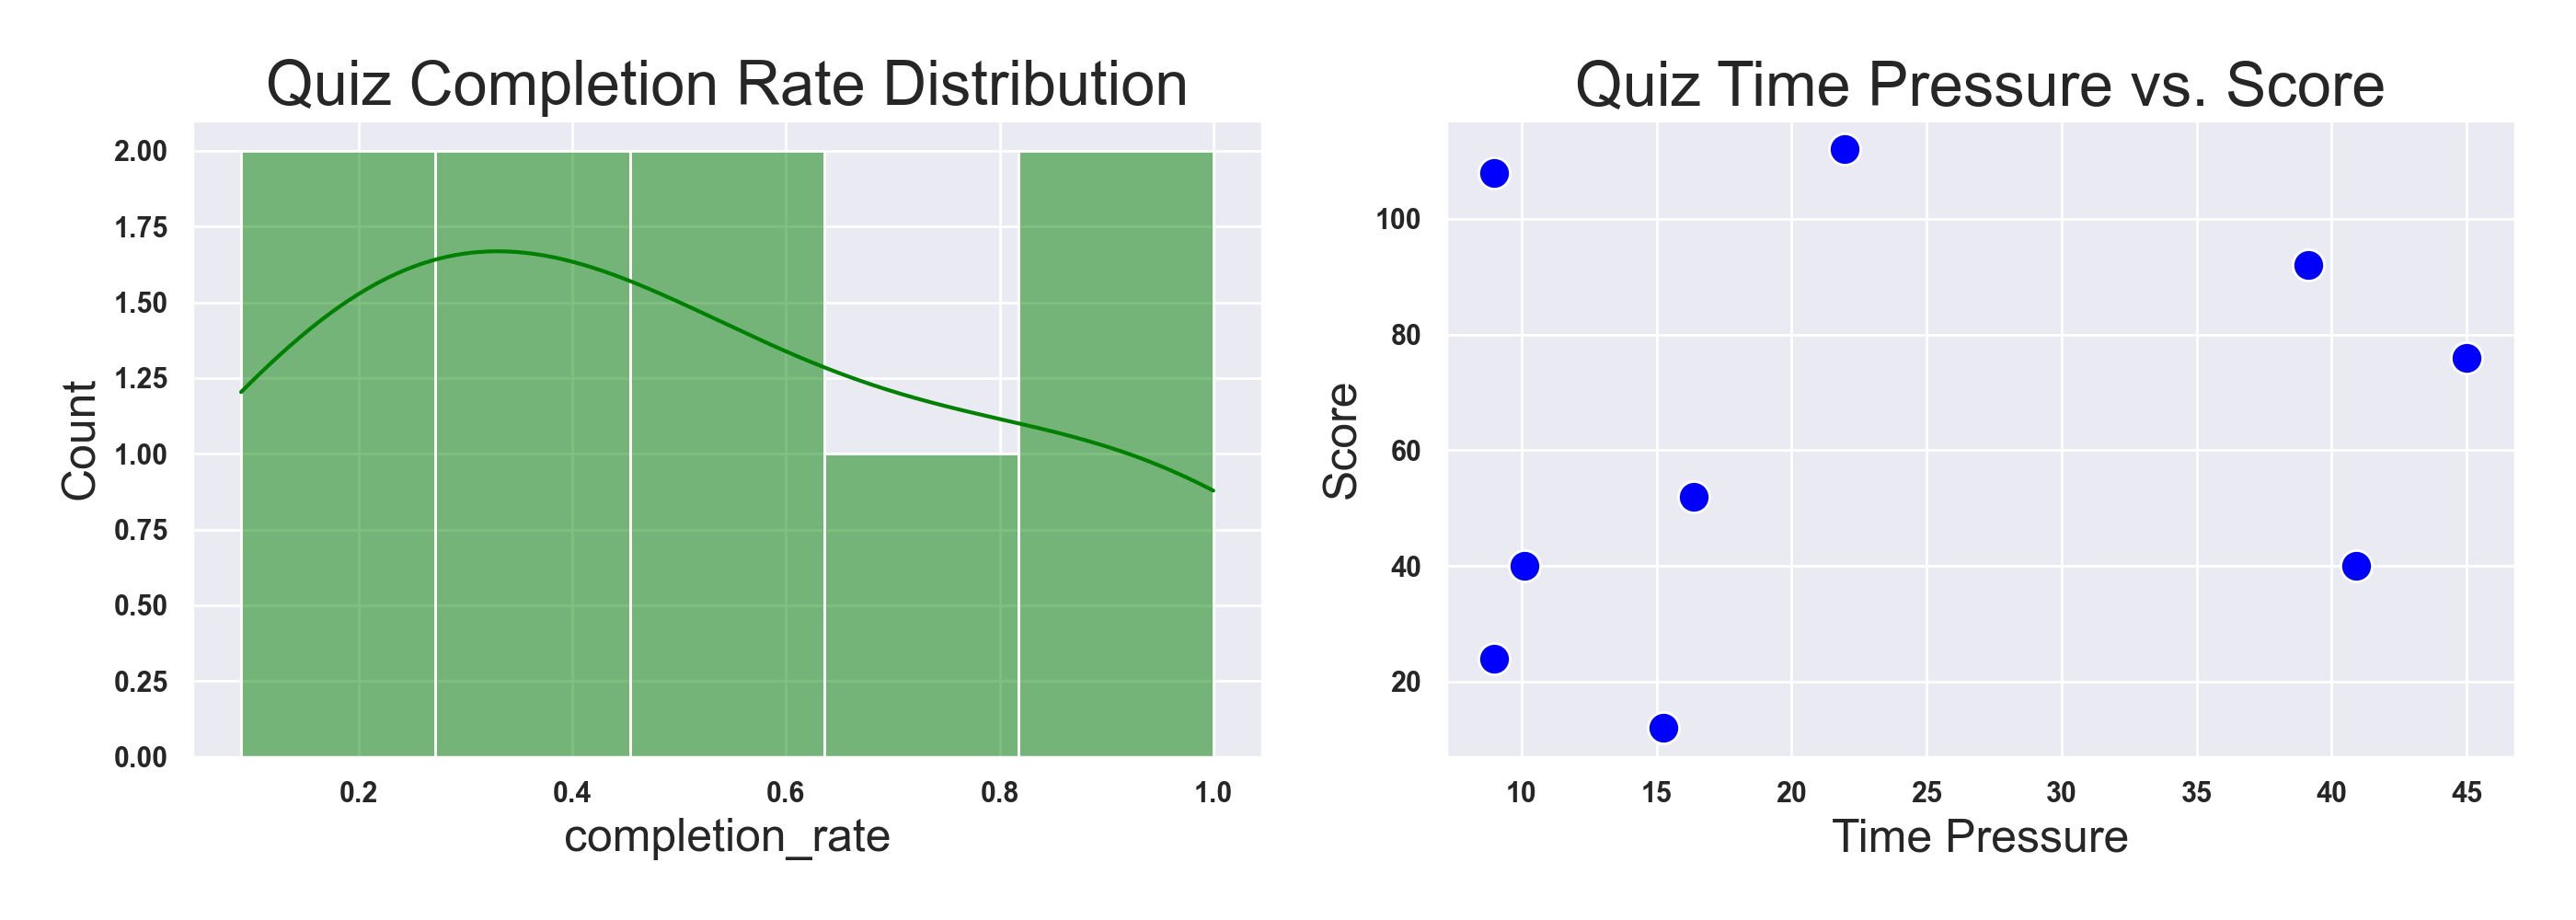 Quiz Completion Rate Distribution
2.00
1.75
1.50
1.25
1.00
0.75
0.50
0.25
0.00
Count
0.2 0.4 0.6 0.8 1.0
completion_rate
Quiz Time Pressure vs. Score
100
80
60
40
20
Score
10 15 20 25 30 35 40 45
Time Pressure